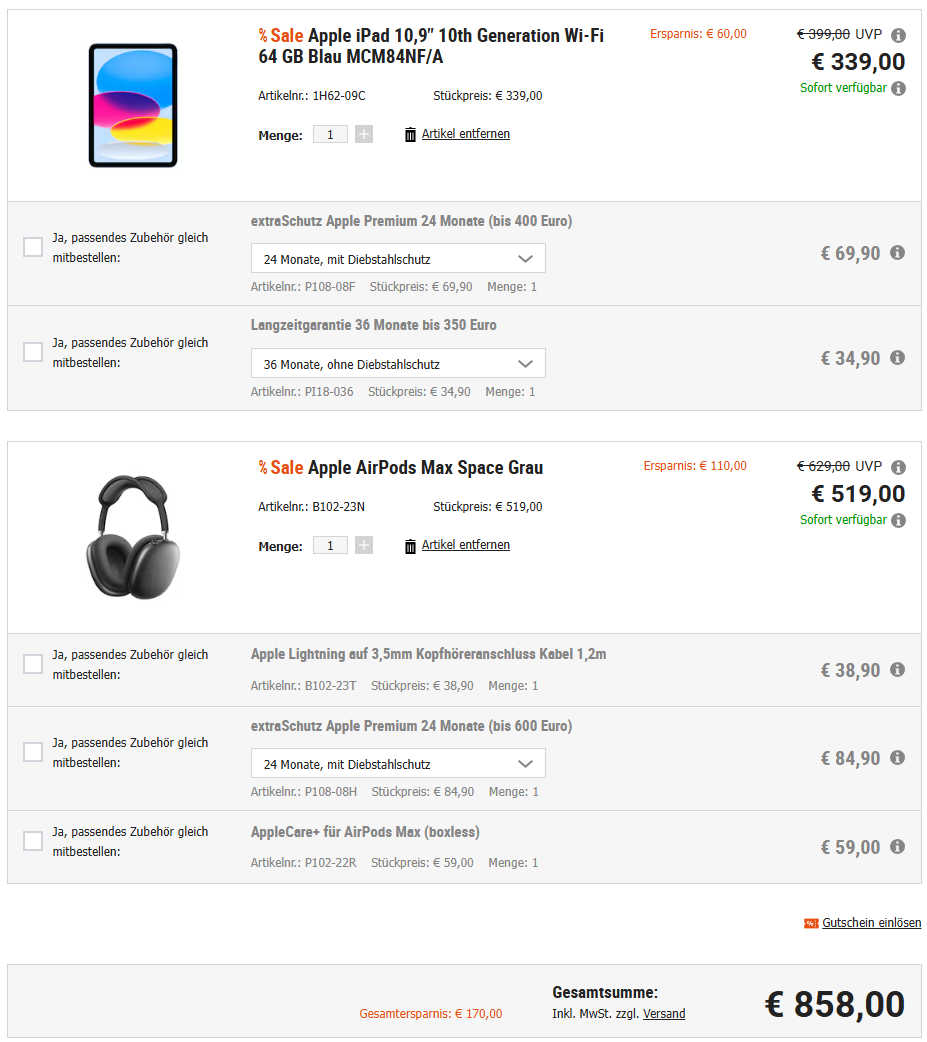 % Sale Apple iPad 10,9" 10th Generation Wi-Fi
64 GB Blau MCM84NF/A
Ersparnis: € 60,00
€ 399,00 UVP
€ 339,00
Sofort verfügbar
Artikelnr.: 1H62-09C Stückpreis: € 339,00
Menge: 1 + Artikel entfernen
Ja, passendes Zubehör gleich
mitbestellen:
extraSchutz Apple Premium 24 Monate (bis 400 Euro)
24 Monate, mit Diebstahlschutz
Artikelnr.: P108-08F Stückpreis: € 69,90 Menge: 1
€ 69,90
Ja, passendes Zubehör gleich
mitbestellen:
Langzeitgarantie 36 Monate bis 350 Euro
36 Monate, ohne Diebstahlschutz
Artikelnr.: PI18-036 Stückpreis: € 34,90 Menge: 1
€ 34,90
% Sale Apple AirPods Max Space Grau
Ersparnis: € 110,00
€ 629,00 UVP
€ 519,00
Sofort verfügbar
Artikelnr.: B102-23N Stückpreis: € 519,00
Menge: 1 + Artikel entfernen
Ja, passendes Zubehör gleich
mitbestellen:
Apple Lightning auf 3,5mm Kopfhöreranschluss Kabel 1,2m
Artikelnr.: B102-23T Stückpreis: € 38,90 Menge: 1
€ 38,90
Ja, passendes Zubehör gleich
mitbestellen:
extraSchutz Apple Premium 24 Monate (bis 600 Euro)
24 Monate, mit Diebstahlschutz
Artikelnr.: P108-08H Stückpreis: € 84,90 Menge: 1
€ 84,90
Ja, passendes Zubehör gleich
mitbestellen:
AppleCare+ für AirPods Max (boxless)
Artikelnr.: P102-22R Stückpreis: € 59,00 Menge: 1
€ 59,00
Gutschein einlösen
Gesamtersparnis: € 170,00
Gesamtsumme:
Inkl. MwSt. zzgl. Versand
€ 858,00